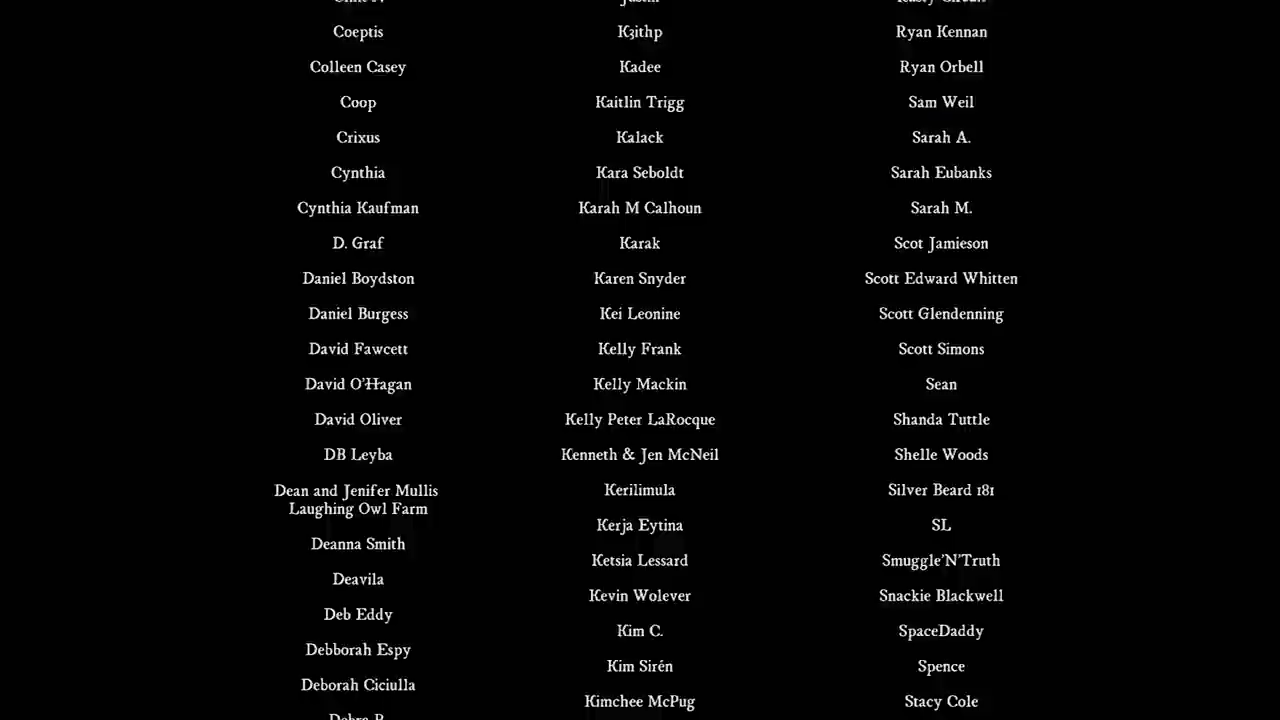 Coeptis
Colleen Casey
Coop
Crixus
Cynthia
Cynthia Kaufman
D. Graf
Daniel Boydston
Daniel Burgess
David Fawcett
David O'Hagan
David Oliver
DB Leyba
Dean and Jenifer Mullis
Laughing Owl Farm
Deanna Smith
Deavila
Deb Eddy
Debborah Espy
Deborah Ciciulla
K3ithp
Kadee
Kaitlin Trigg
Kalack
Kara Seboldt
Karah M Calhoun
Karak
Karen Snyder
Kei Leonine
Kelly Frank
Kelly Mackin
Kelly Peter LaRocque
Kenneth & Jen McNeil
Kerilimula
Kerja Eytina
Ketsia Lessard
Kevin Wolever
Kim C.
Kim Sirén
Kimchee McPug
Ryan Kennan
Ryan Orbell
Sam Weil
Sarah A.
Sarah Eubanks
Sarah M.
Scot Jamieson
Scott Edward Whitten
Scott Glendenning
Scott Simons
Sean
Shanda Tuttle
Shelle Woods
Silver Beard 181
SL
Smuggle'N'Truth
Snackie Blackwell
SpaceDaddy
Spence
Stacy Cole